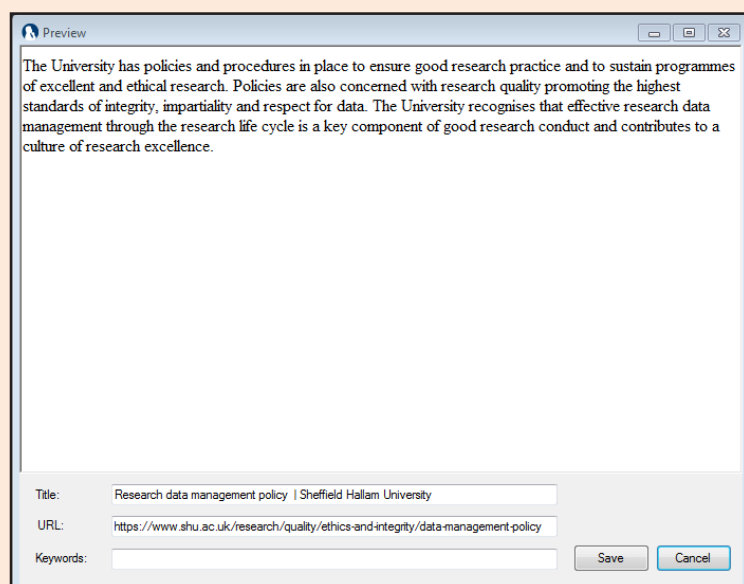 Preview
The University has policies and procedures in place to ensure good research practice and to sustain programmes
of excellent and ethical research. Policies are also concerned with research quality promoting the highest
standards of integrity, impartiality and respect for data. The University recognises that effective research data
management through the research life cycle is a key component of good research conduct and contributes to a
culture of research excellence.
Title: Research data management policy | Sheffield Hallam University
URL: https://www.shu.ac.uk/research/quality/ethics-and-integrity/data-management-policy
Keywords: Save Cancel